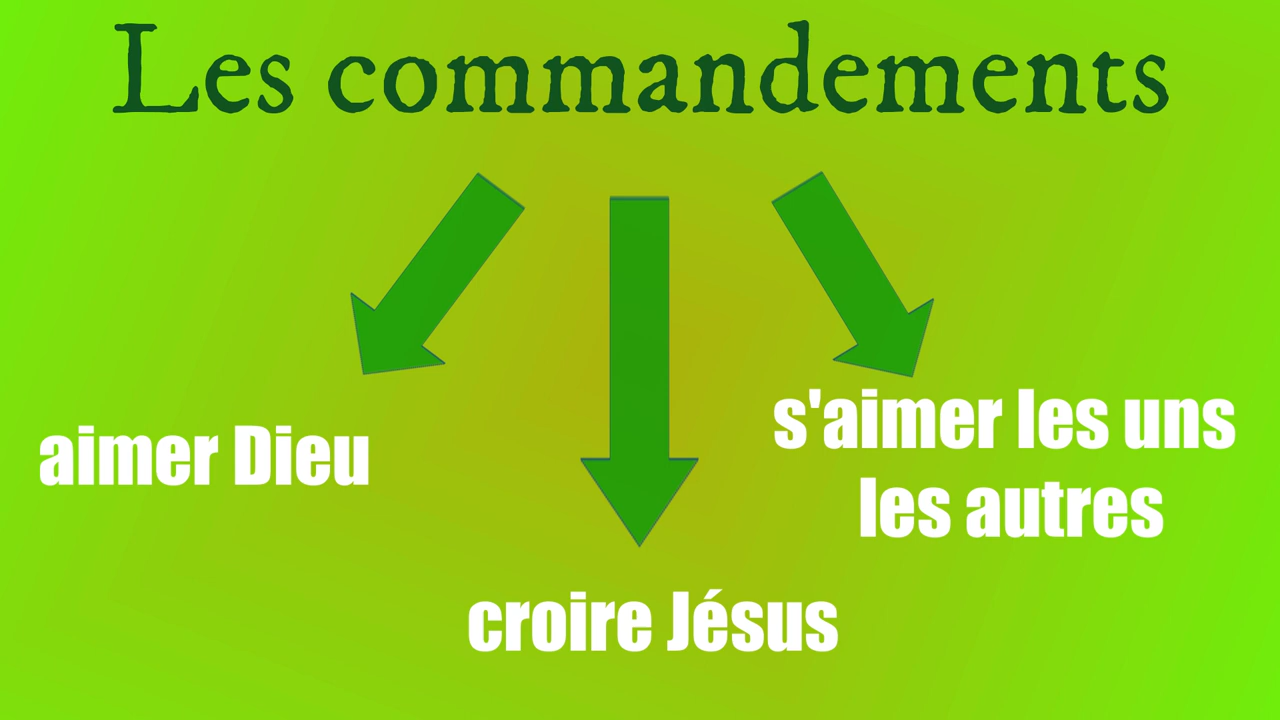 Les commandements
aimer Dieu
s'aimer les uns
les autres
croire Jésus